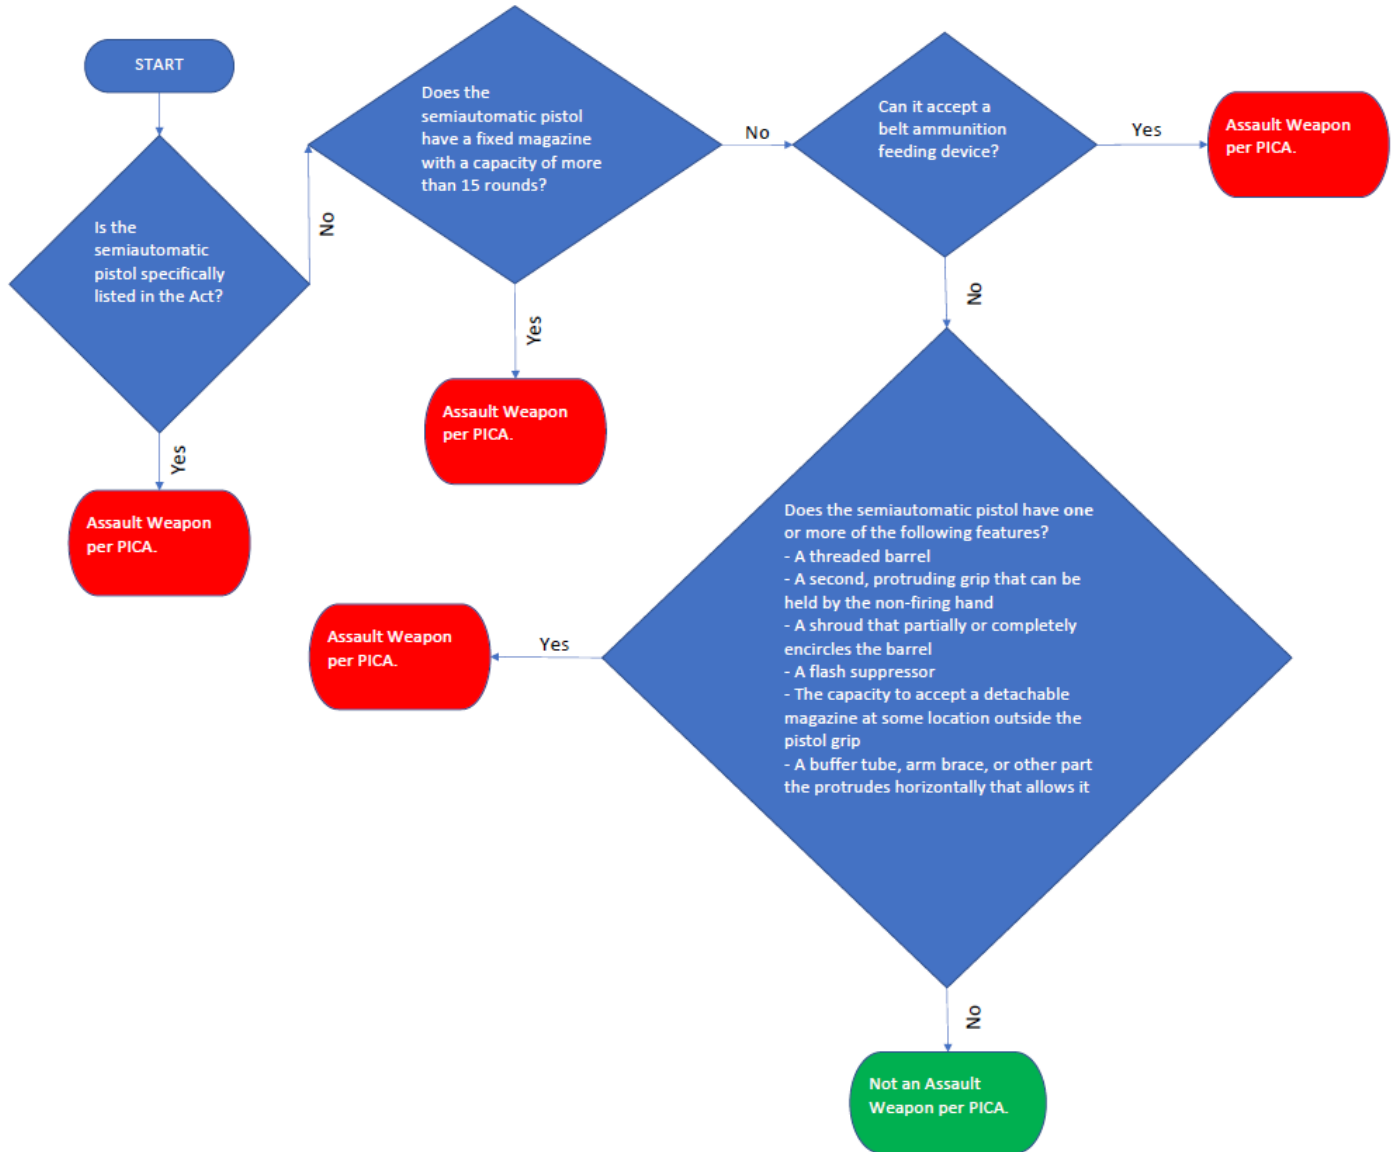 START
Is the
semiautomatic
pistol specifically
listed in the Act?
Yes
Assault Weapon
per PICA.
No
Does the
semiautomatic pistol
have a fixed magazine
with a capacity of more
than 15 rounds?
Yes
Assault Weapon
per PICA.
No
Can it accept a
belt ammunition
feeding device?
Yes
Assault Weapon
per PICA.
No
Does the semiautomatic pistol have one
or more of the following features?
- A threaded barrel
- A second, protruding grip that can be
held by the non-firing hand
- A shroud that partially or completely
encircles the barrel
- A flash suppressor
- The capacity to accept a detachable
magazine at some location outside the
pistol grip
- A buffer tube, arm brace, or other part
the protrudes horizontally that allows it
Yes
Assault Weapon
per PICA.
No
Not an Assault
Weapon per PICA.